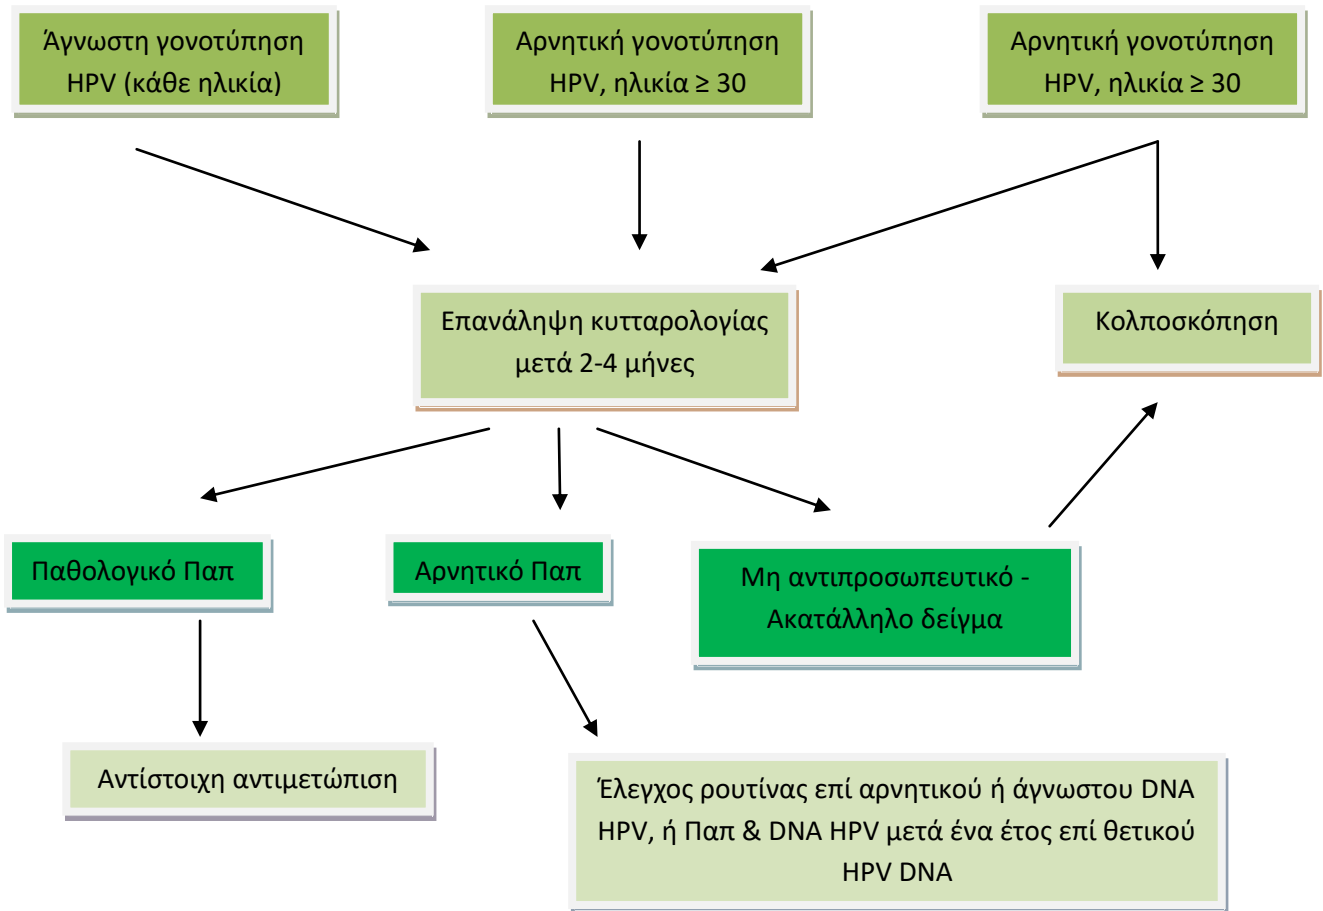 Άγνωστη γονοτύπηση
HPV (κάθε ηλικία)
Αρνητική γονοτύπηση
HPV, ηλικία ≥ 30
Αρνητική γονοτύπηση
HPV, ηλικία ≥ 30
Επανάληψη κυτταρολογίας
μετά 2-4 μήνες
Κολποσκόπηση
Παθολογικό Παπ
Αρνητικό Παπ
Μη αντιπροσωπευτικό -
Ακατάλληλο δείγμα
Αντίστοιχη αντιμετώπιση
Έλεγχος ρουτίνας επί αρνητικού ή άγνωστου DNA
HPV, ή Παπ & DNA HPV μετά ένα έτος επί θετικού
HPV DNA